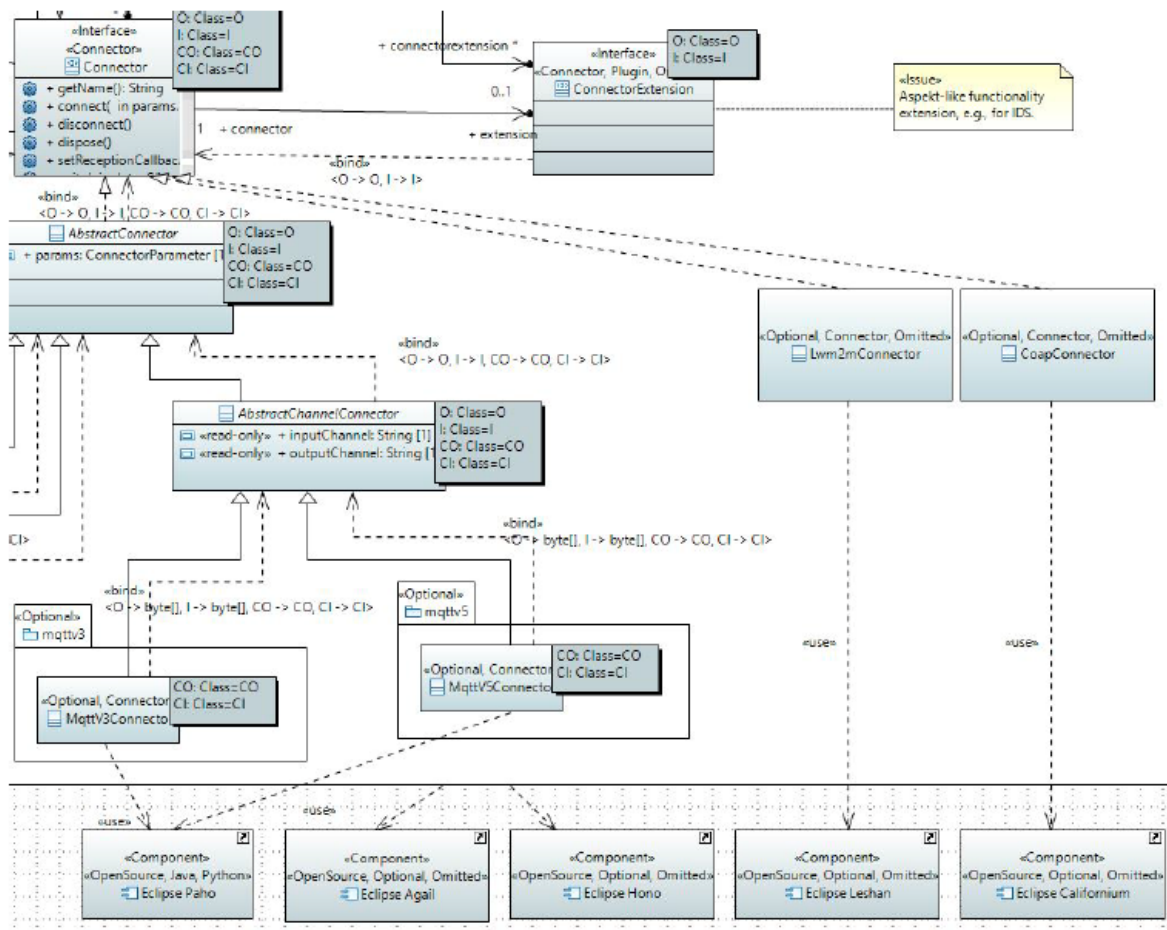 «Interface»
«Connector»
Connector
+ getName(): String
+ connect( in params.
+ disconnect()
+ dispose()
+ setReceptionCallbac.
O: Class=O
I: Class=I
CO: Class=CO
CI: Class=CI
+ connectorextension *
0..1
1
+ connector
+ extension
«Interface»
«Connector, Plugin, O
ConnectorExtension
O: Class=O
I: Class=I
«Issue»
Aspekt-like functionality
extension, e.g., for IDS.
«bind»
<O -> O, I -> I>
«bind»
<O -> O, I -> I, CO -> CO, CI -> CI>
AbstractConnector
+ params: ConnectorParameter [1
O: Class=O
I: Class=I
CO: Class=CO
CI: Class=CI
«Optional, Connector, Omitted»
Lwm2mConnector
«Optional, Connector, Omitted»
CoapConnector
«bind»
<O -> O, I -> I, CO -> CO, CI -> CI>
AbstractChannelConnector
«read-only» + inputChannel: String [1]
«read-only» + outputChannel: String [1
O: Class=O
I: Class=I
CO: Class=CO
CI: Class=CI
CI>
«bind»
<O -> byte[], I -> byte[], CO -> CO, CI -> CI>
«bind»
<O -> byte[], I -> byte[], CO -> CO, CI -> CI>
«Optional»
mqttv3
«Optional, Connector
MqttV3Connecto
CO: Class=CO
CI: Class=CI
«Optional»
mqttv5
«Optional, Connector
MqttV5Connecto
CO: Class=CO
CI: Class=CI
«use»
«use»
«use»
«use»
«Component»
«OpenSource, Java, Python»
Eclipse Paho
«Component»
«OpenSource, Optional, Omitted»
Eclipse Agail
«Component»
«OpenSource, Optional, Omitted»
Eclipse Hono
«Component»
«OpenSource, Optional, Omitted»
Eclipse Leshan
«Component»
«OpenSource, Optional, Omitted»
Eclipse Californium